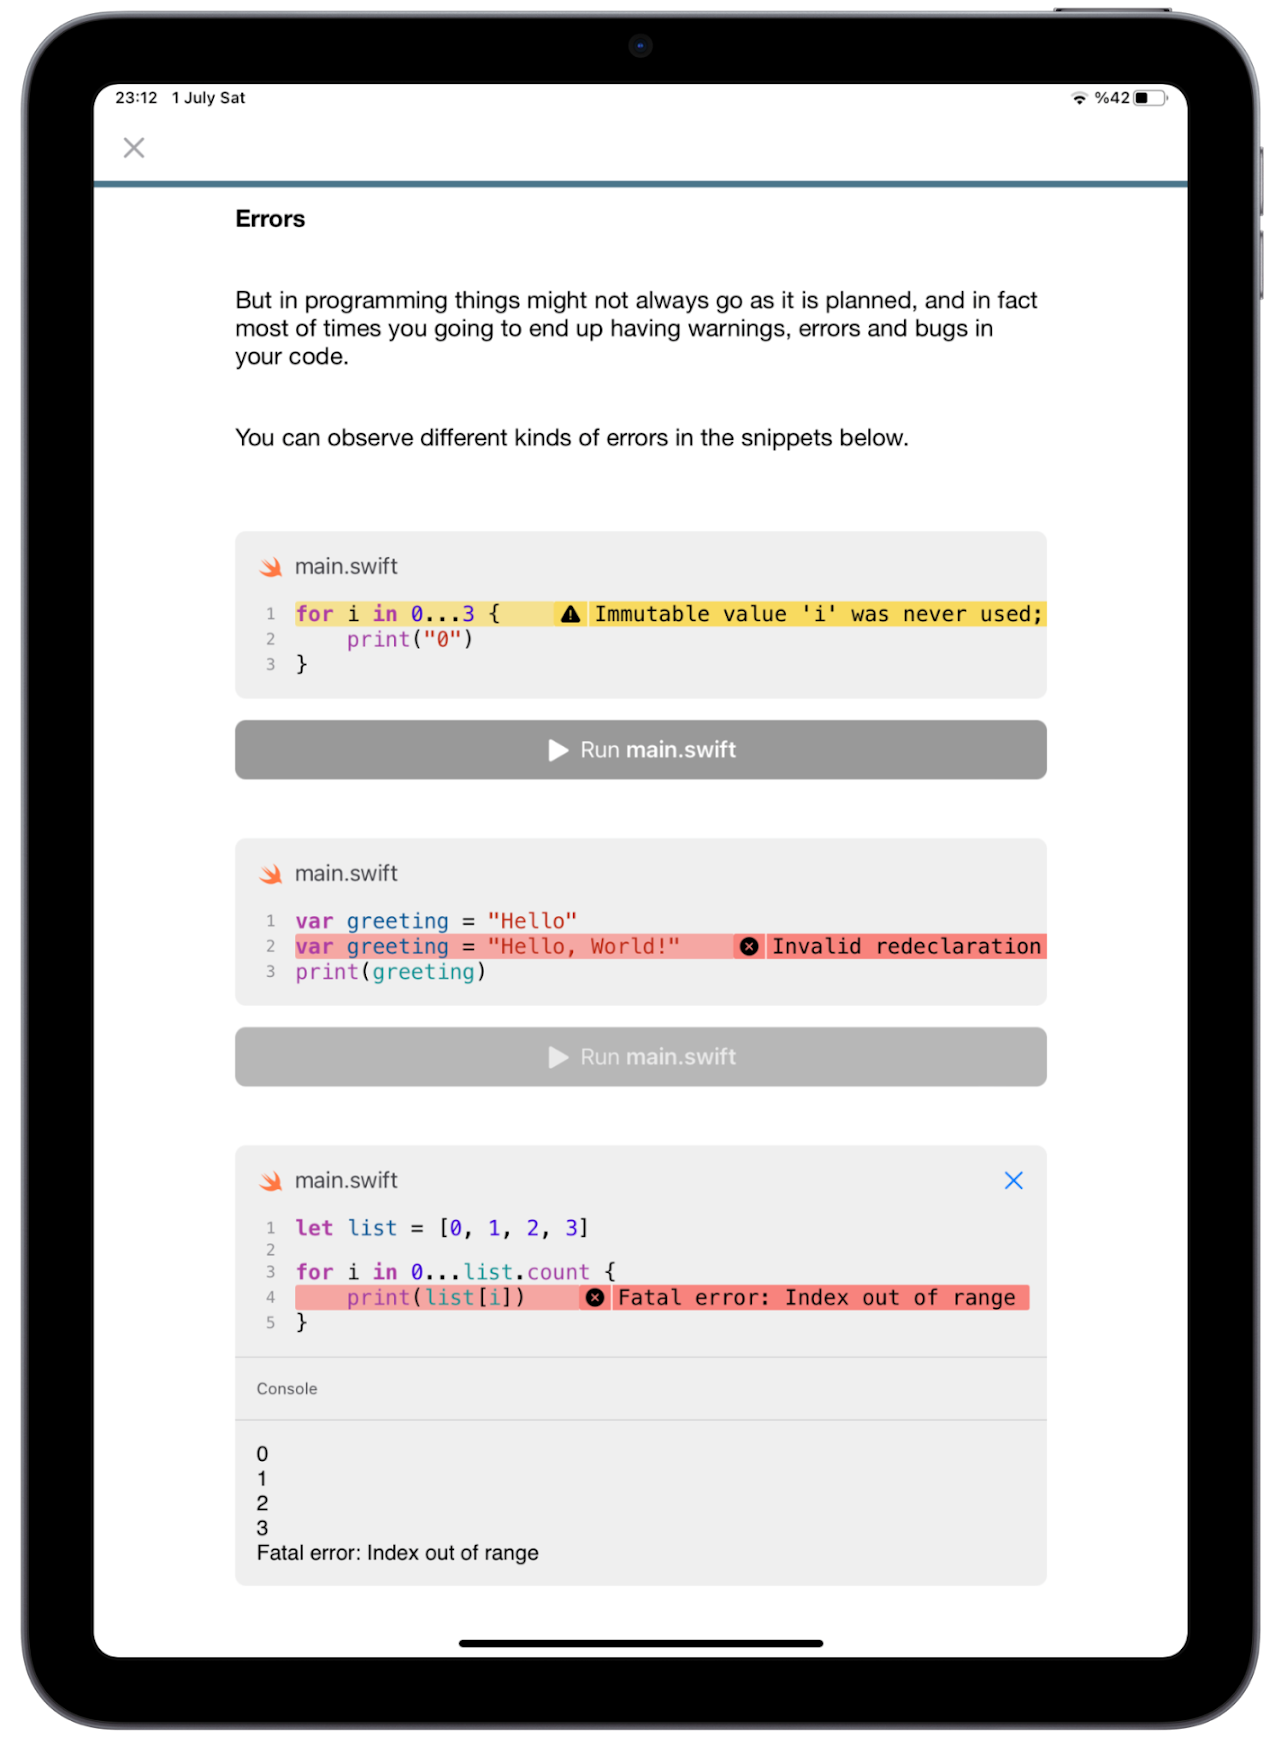 23:12 1 July Sat %42
Errors
But in programming things might not always go as it is planned, and in fact
most of times you going to end up having warnings, errors and bugs in
your code.
You can observe different kinds of errors in the snippets below.
main.swift
1 for i in 0...3 { Immutable value 'i' was never used;
2 print("0")
3 }
Run main.swift
main.swift
1 var greeting = "Hello"
2 var greeting = "Hello, World!" Invalid redeclaration
3 print(greeting)
Run main.swift
main.swift
1 let list = [0, 1, 2, 3]
2
3 for i in 0...list.count {
4 print(list[i]) Fatal error: Index out of range
5 }
Console
0
1
2
3
Fatal error: Index out of range